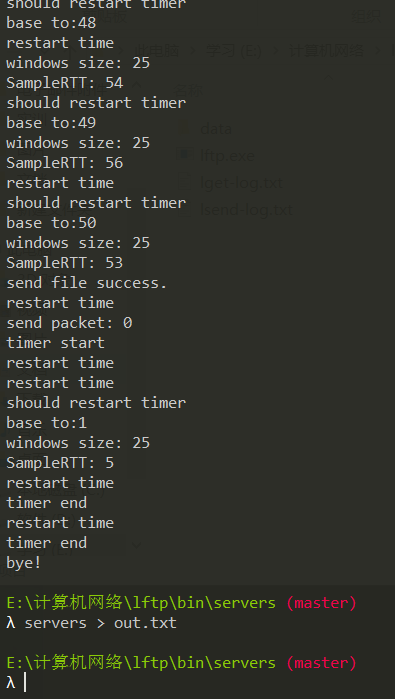 should restart timer
base to:48
restart time
windows size: 25
SampleRTT: 54
should restart timer
base to:49
windows size: 25
SampleRTT: 56
restart time
should restart timer
base to:50
windows size: 25
SampleRTT: 53
send file success.
restart time
send packet: 0
timer start
restart time
restart time
should restart timer
base to:1
windows size: 25
SampleRTT: 5
restart time
timer end
restart time
timer end
bye!
E:\计算机网络\lftp\bin\servers (master)
λ servers > out.txt
E:\计算机网络\lftp\bin\servers (master)
λ